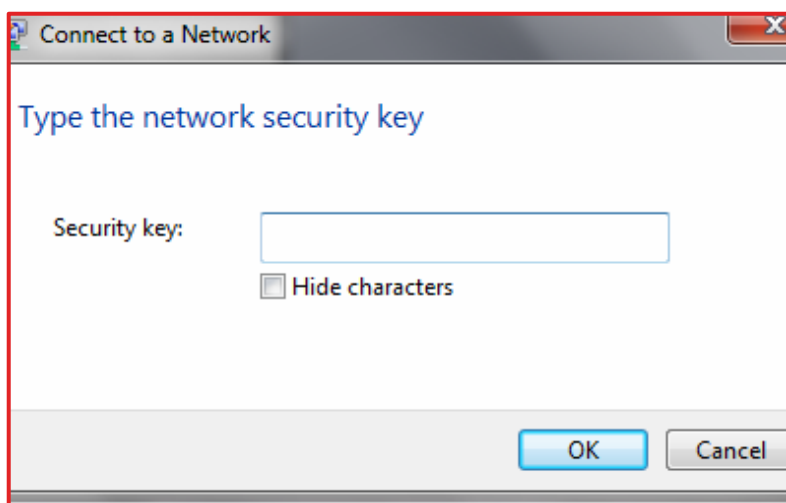 Connect to a Network
Type the network security key
Security key:
Hide characters
OK
Cancel